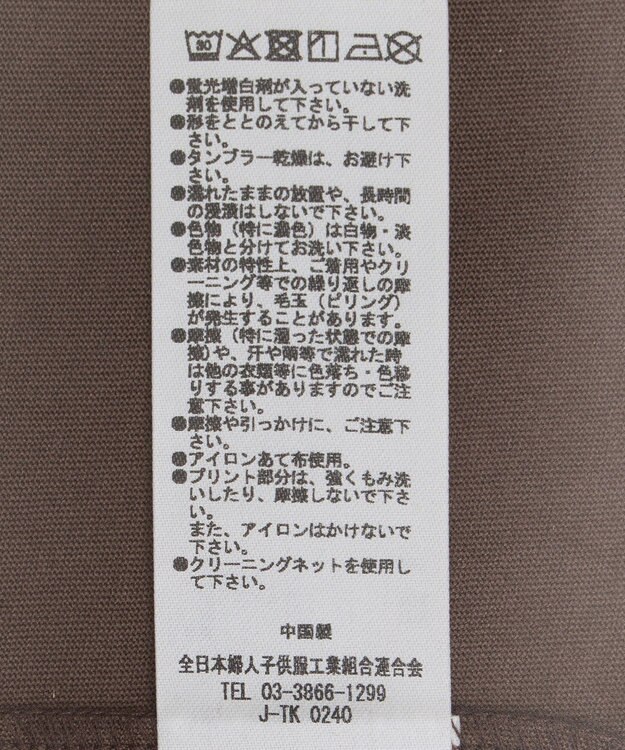 30
●蛍光増白剤が入っていない洗
剤を使用して下さい。
●形をととのえてから干して下
さい。
●タンブラー乾燥は、お避け下
さい。
●濡れたままの放置や、長時間
の浸漬はしないで下さい。
●色物（特に濃色）は白物・淡
色物と分けてお洗い下さい。
●素材の特性上、ご着用やクリ
ーニング等での繰り返しの摩
擦により、毛玉（ピリング）
が発生することがあります。
●摩擦（特に湿った状態での摩
擦）や、汗や雨等で濡れた時
は他の衣類等に色落ち・色移
りする事がありますのでご注
意下さい。
●摩擦や引っかけに、ご注意下
さい。
●アイロンあて布使用。
●プリント部分は、強くもみ洗
いしたり、摩擦しないで下さ
い。
また、アイロンはかけないで
下さい。
●クリーニングネットを使用し
て下さい。
中国製
全日本婦人子供服工業組合連合会
TEL 03-3866-1299
J-TK 0240